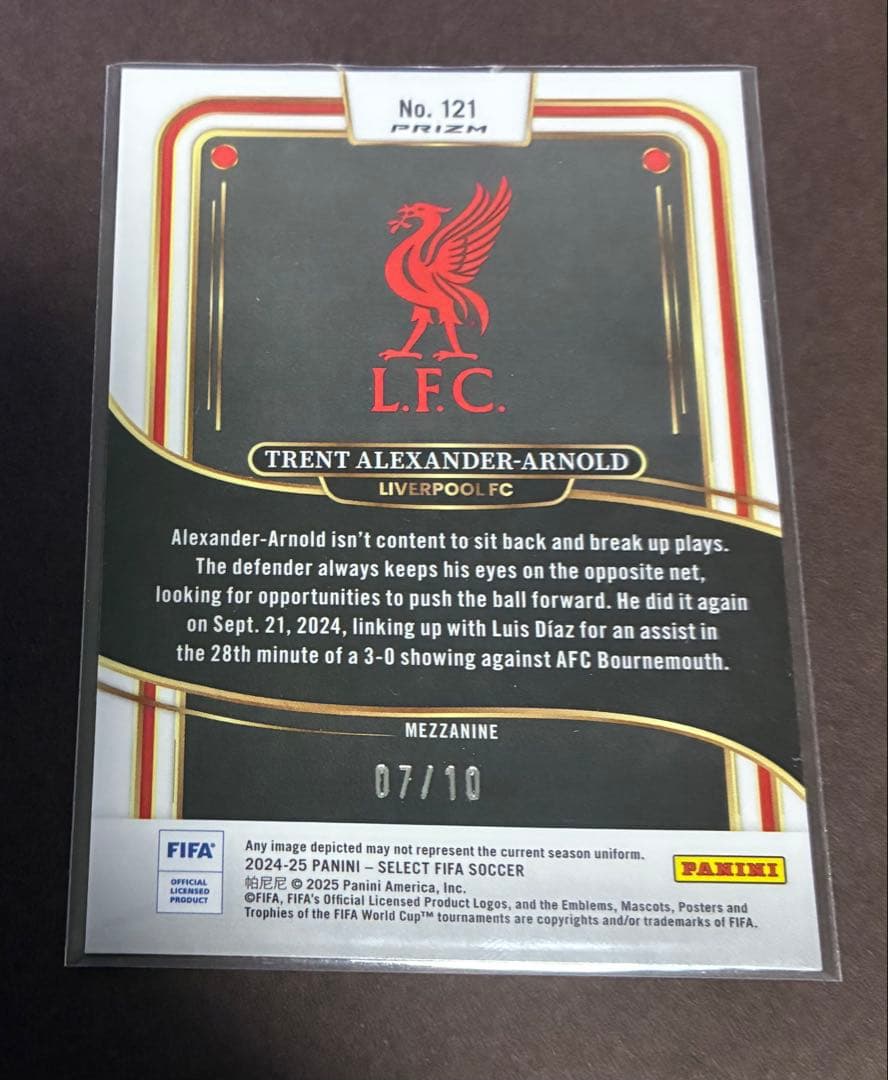 No. 121
PRIZM
L.F.C.
TRENT ALEXANDER-ARNOLD
LIVERPOOL FC
Alexander-Arnold isn't content to sit back and break up plays.
The defender always keeps his eyes on the opposite net,
looking for opportunities to push the ball forward. He did it again
on Sept. 21, 2024, linking up with Luis Díaz for an assist in
the 28th minute of a 3-0 showing against AFC Bournemouth.
MEZZANINE
07/10
FIFA®
OFFICIAL
LICENSED
PRODUCT
Any image depicted may not represent the current season uniform.
2024-25 PANINI – SELECT FIFA SOCCER
帕尼尼 © 2025 Panini America, Inc.
©FIFA, FIFA's Official Licensed Product Logos, and the Emblems, Mascots, Posters and
Trophies of the FIFA World Cup™ tournaments are copyrights and/or trademarks of FIFA.
PANINI